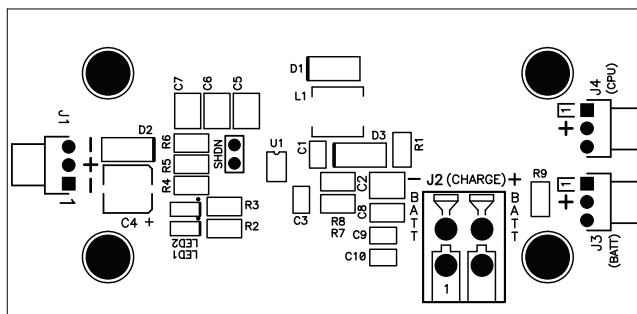 D1
L1
C7
C6
C5
J4
(CPU)
1
+
J1
D2
R6
R5
R4
SHDN
U1
C1
D3
R1
- +
1
C4 +
R3
R2
LED2
LED1
C3
R8
R7
C2
C8
C9
C10
- J2 (CHARGE) +
BATT
BATT
1
R9
1
+
J3
(BATT)